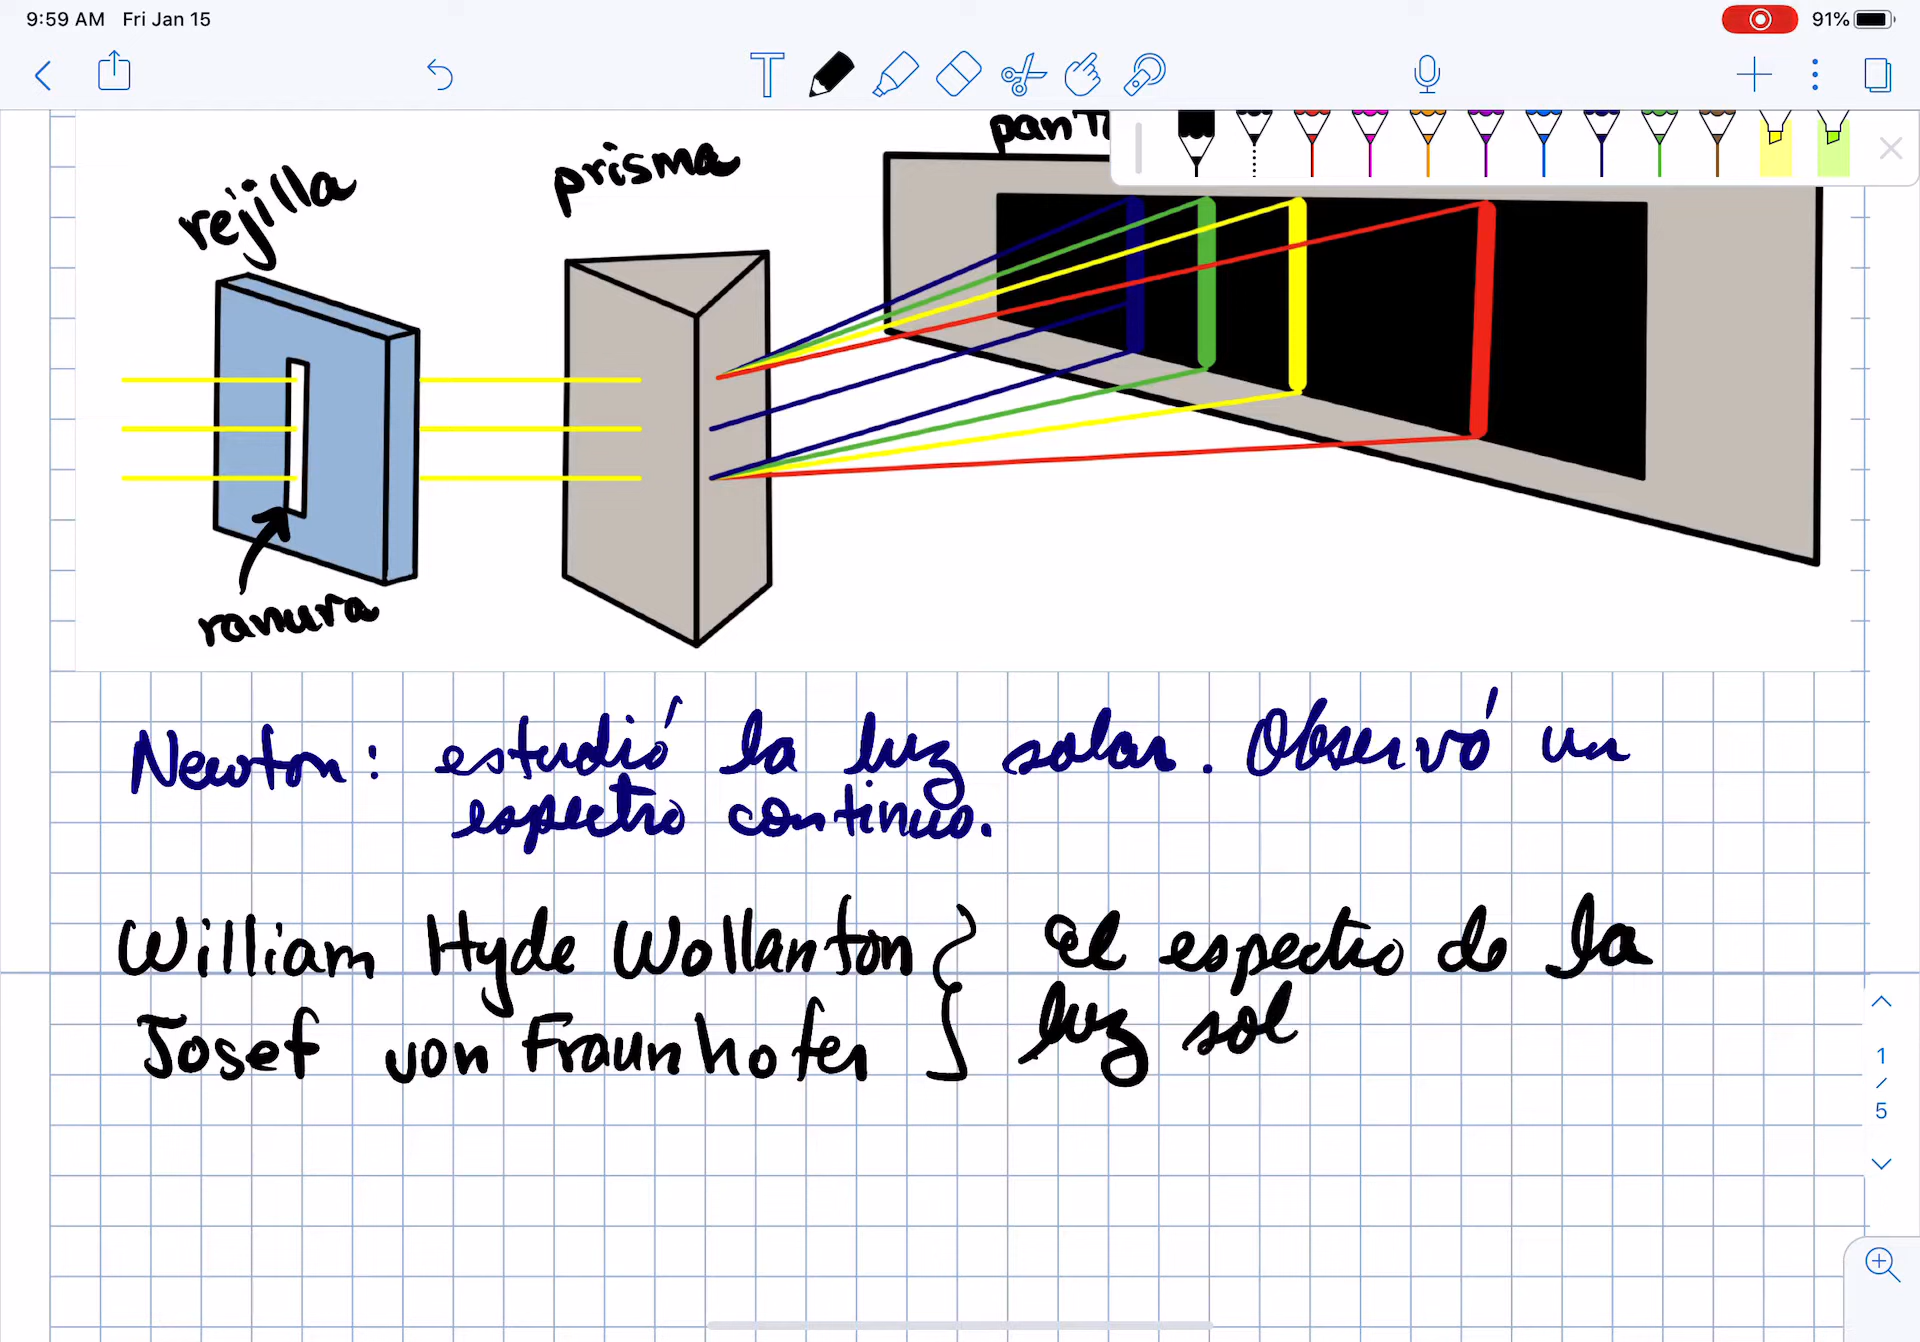 9:59 AM Fri Jan 15
91%
rejilla
prisma
ranura
Newton: estudió la luz solar. Observó un
espectro continuo.
William Hyde Wollanton } El espectro de la
Josef von Fraunhofer luz sol
1
/
5